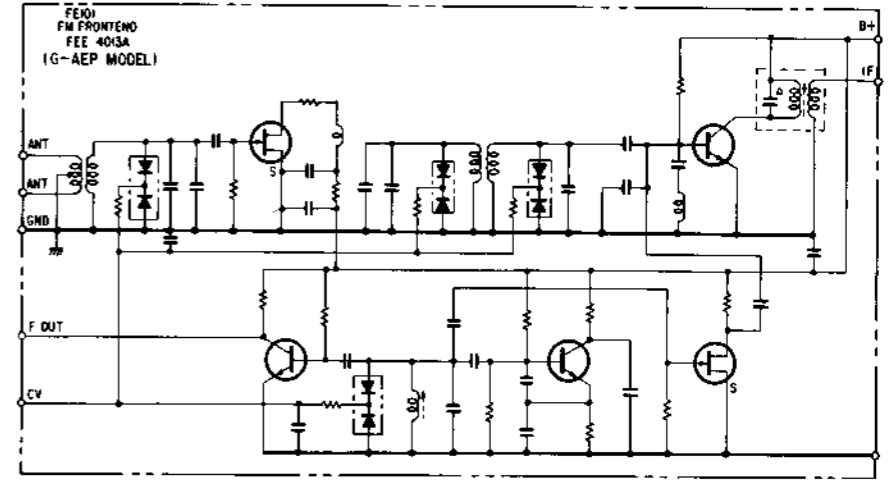 FE101
FM FRONTEND
FEE 4013A
(G-AEP MODEL)
B+
IF
ANT
S
ANT
GND
F OUT
S
CV